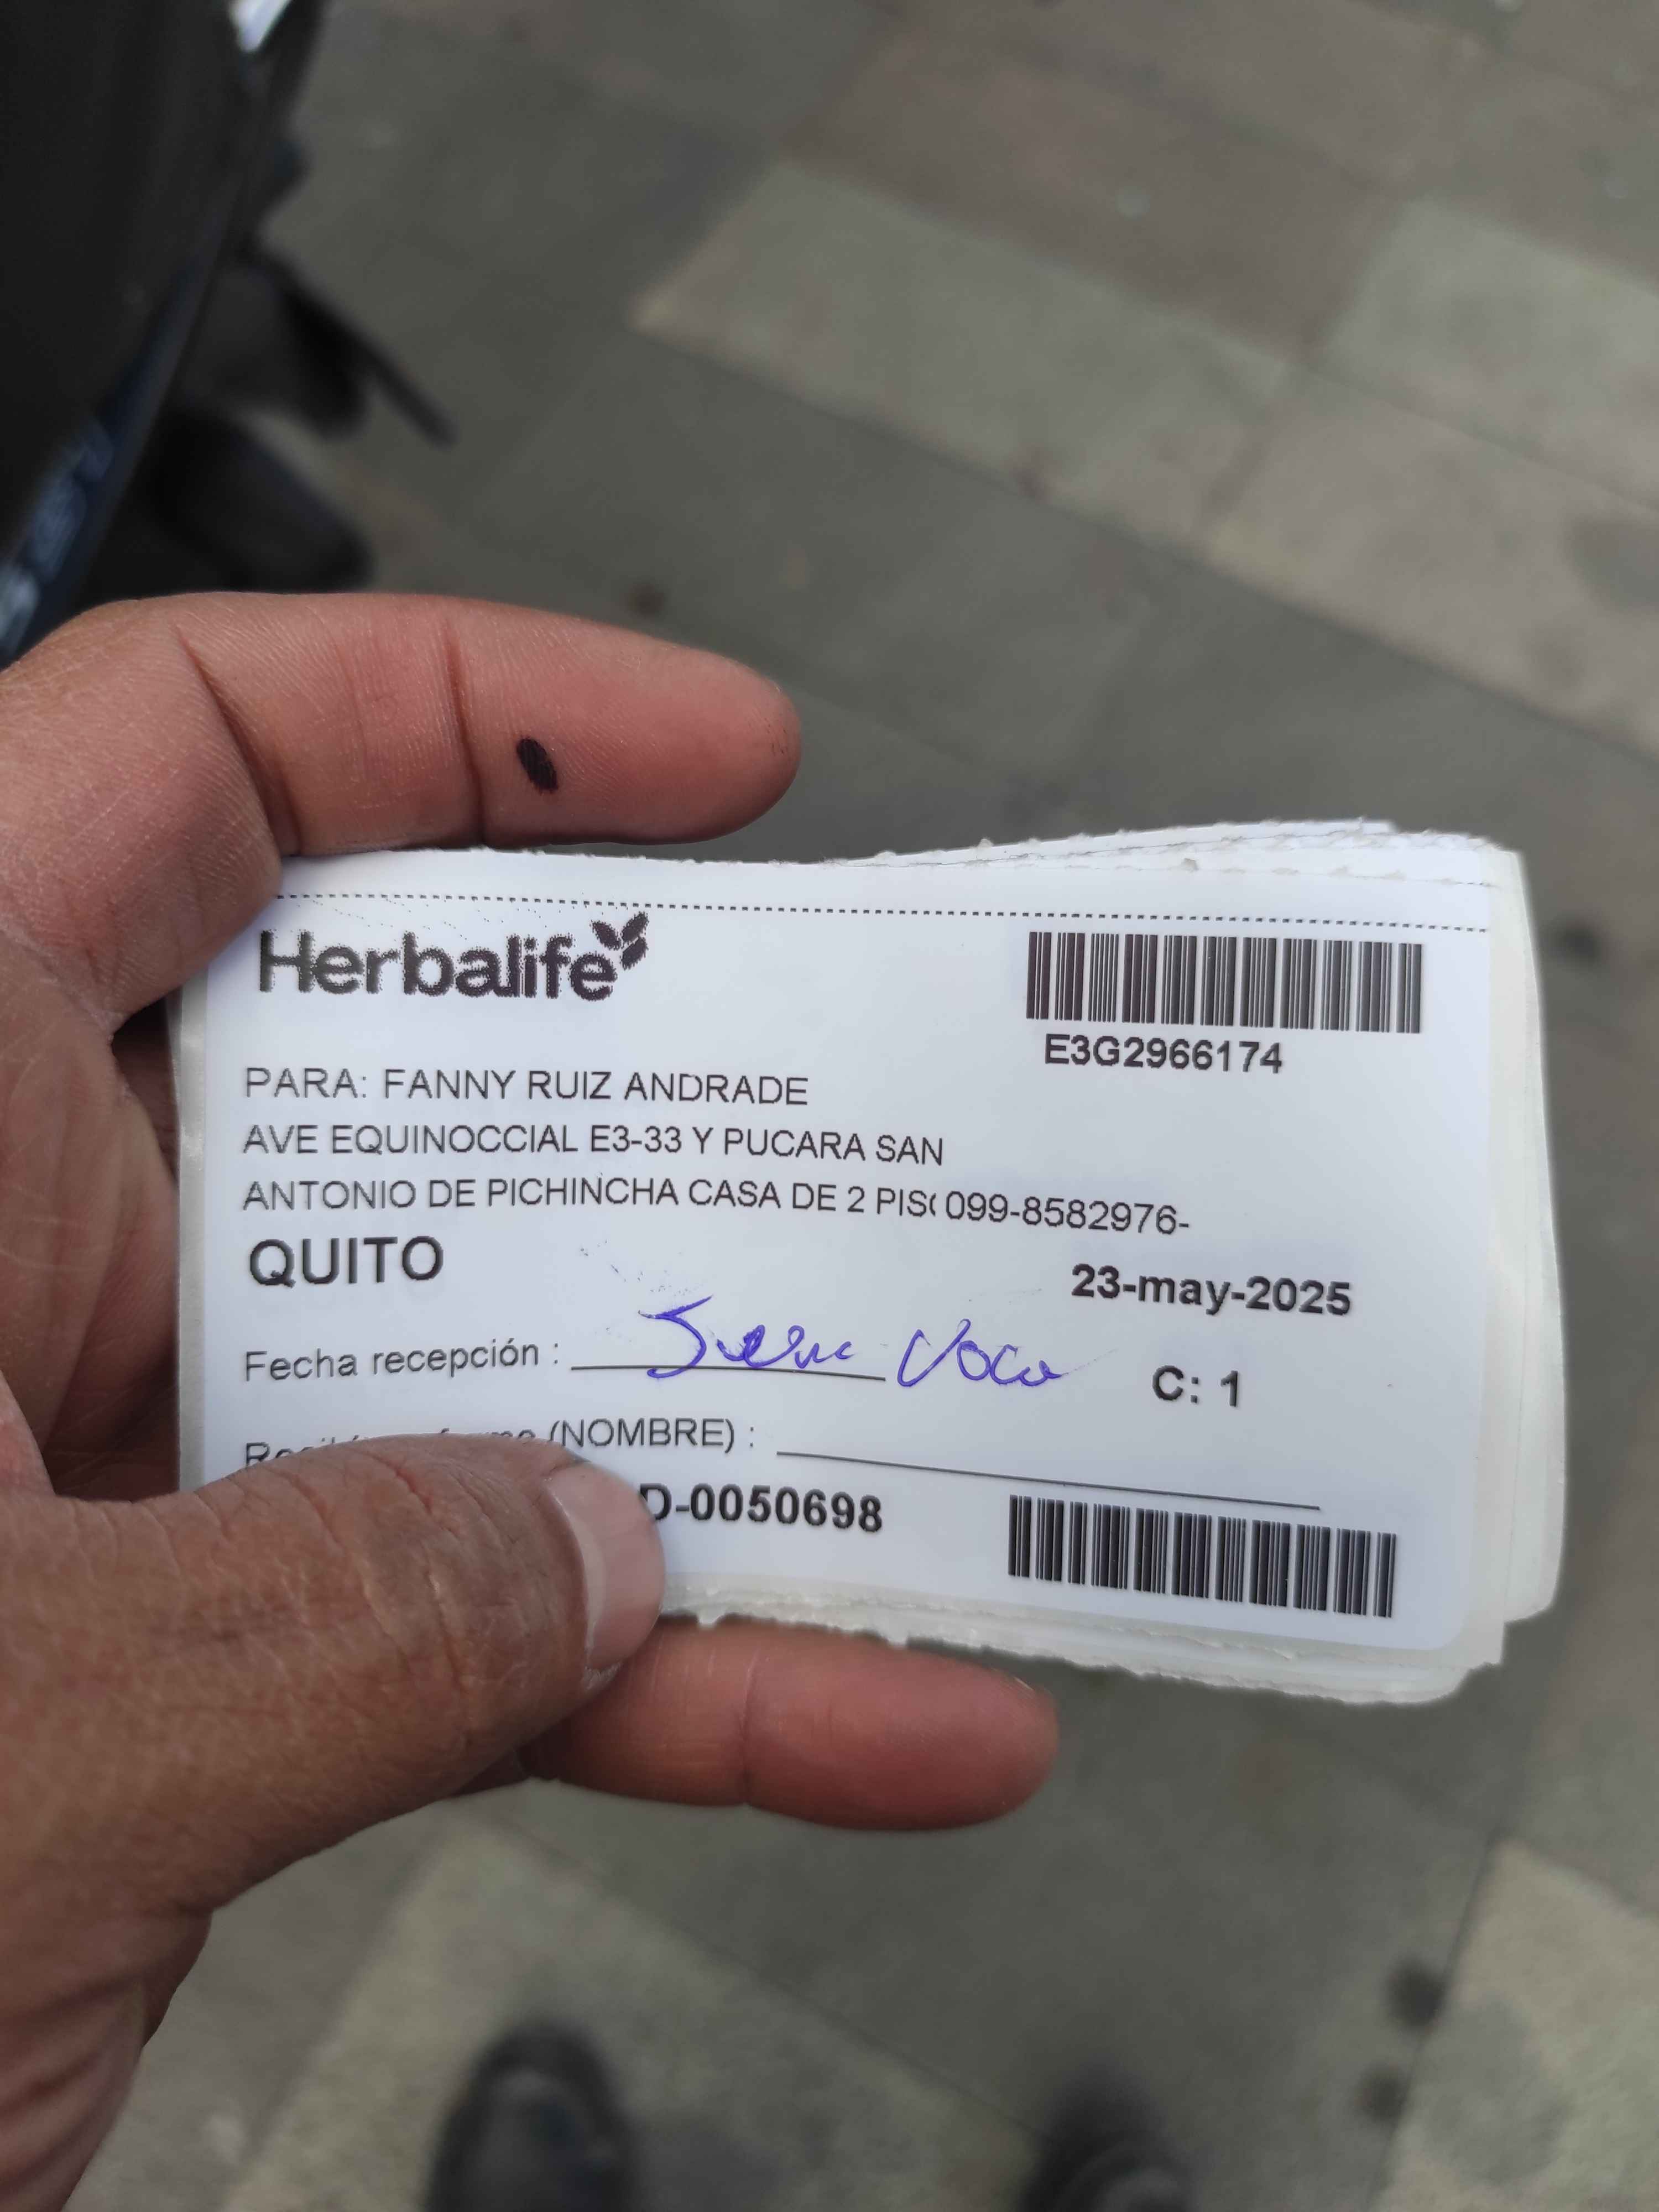 Herbalife
E3G2966174
PARA: FANNY RUIZ ANDRADE
AVE EQUINOCCIAL E3-33 Y PUCARA SAN
ANTONIO DE PICHINCHA CASA DE 2 PIS 099-8582976-
QUITO
23-may-2025
Fecha recepción :
C: 1
(NOMBRE) :
D-0050698